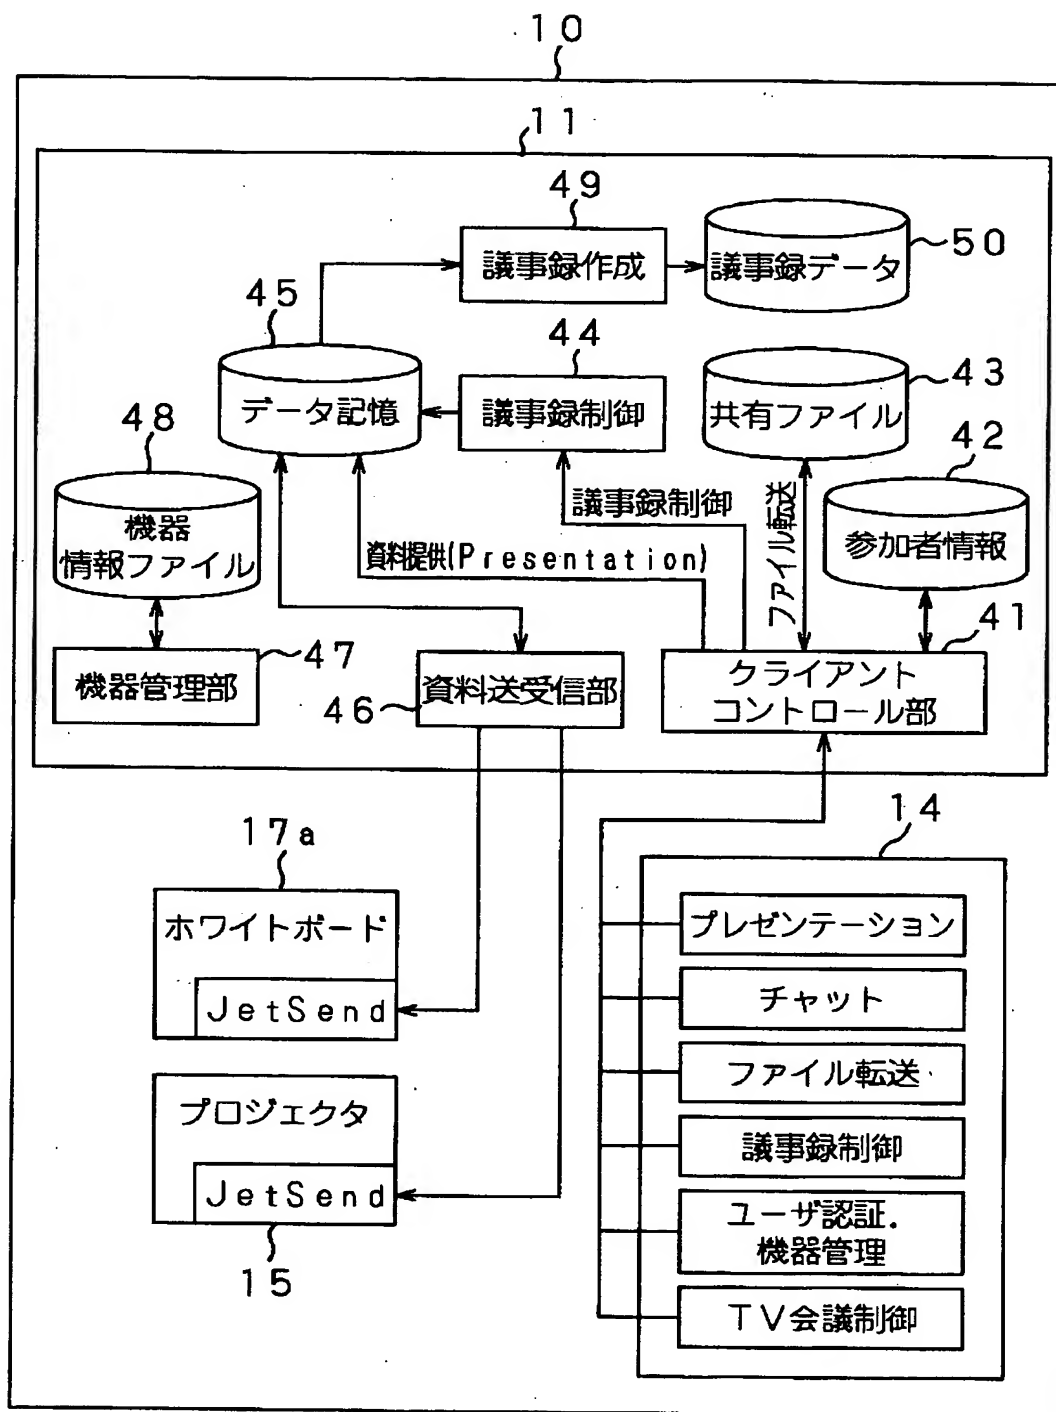 10
11
49
議事録作成
議事録データ
50
45
データ記憶
44
議事録制御
共有ファイル
43
48
機器
情報ファイル
42
参加者情報
議事録制御
資料提供(Presentation)
ファイル転送
機器管理部
47
資料送受信部
46
41
クライアント
コントロール部
17a
ホワイトボード
JetSend
プロジェクタ
JetSend
15
14
プレゼンテーション
チャット
ファイル転送
議事録制御
ユーザ認証.
機器管理
TV会議制御